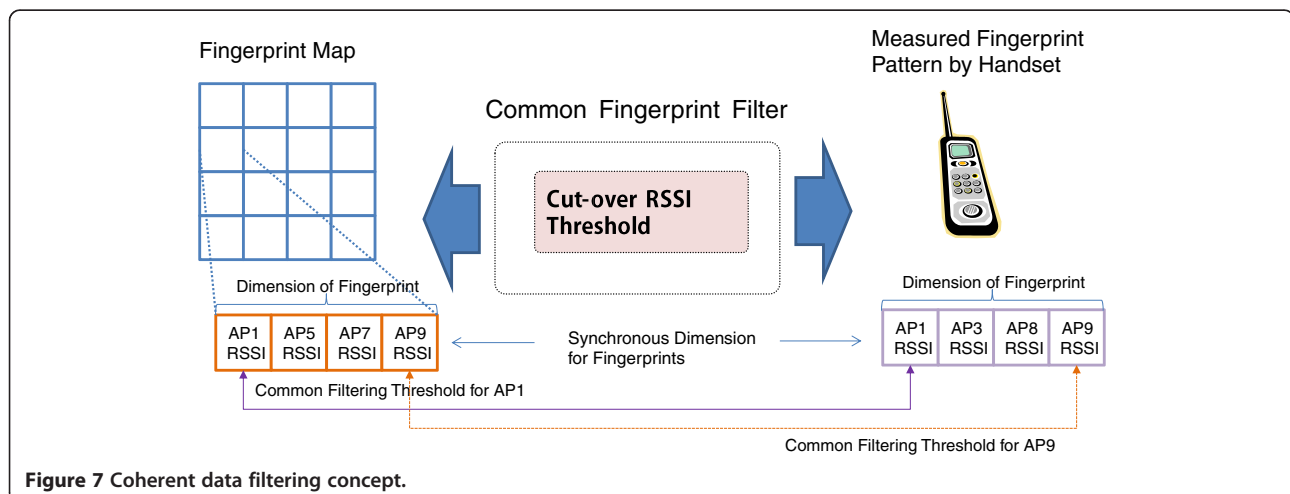 Fingerprint Map
Measured Fingerprint
Pattern by Handset
Common Fingerprint Filter
Cut-over RSSI
Threshold
Dimension of Fingerprint
AP1 AP5 AP7 AP9
RSSI RSSI RSSI RSSI
Synchronous Dimension
for Fingerprints
Dimension of Fingerprint
AP1 AP3 AP8 AP9
RSSI RSSI RSSI RSSI
Common Filtering Threshold for AP1
Common Filtering Threshold for AP9
Figure 7 Coherent data filtering concept.